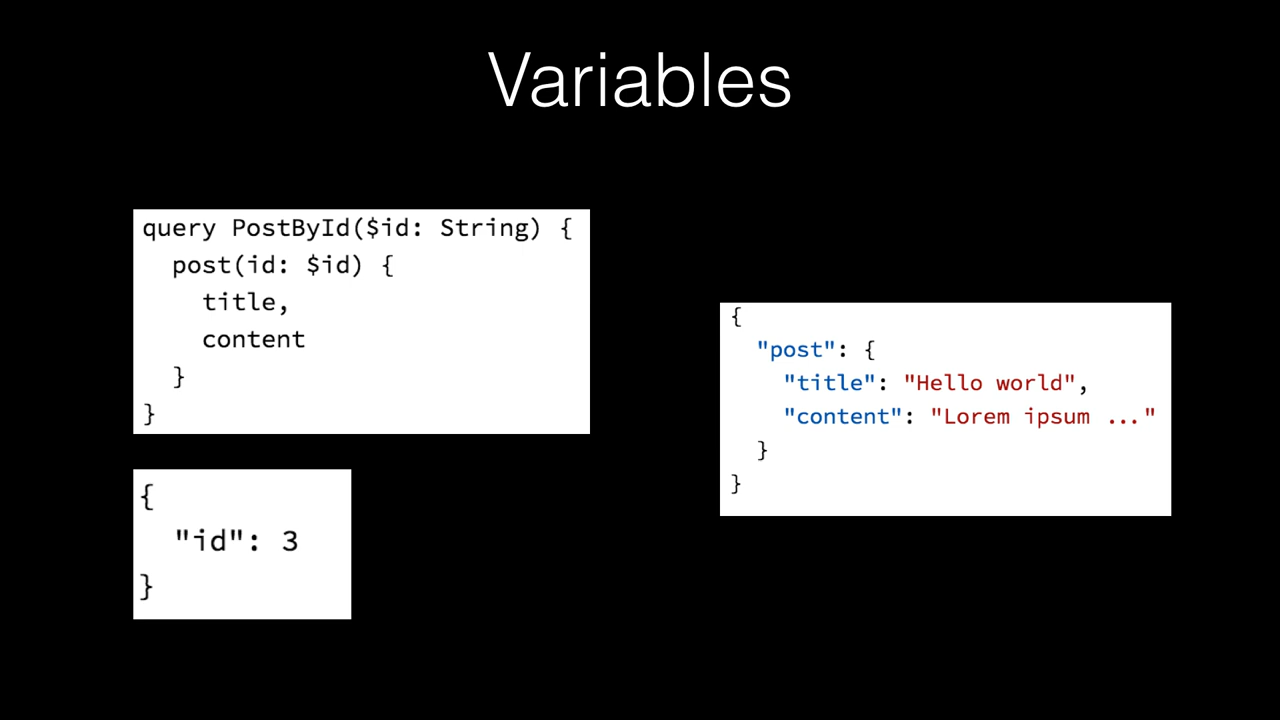 Variables
query PostById($id: String) {
  post(id: $id) {
    title,
    content
  }
}
{
  "id": 3
}
{
  "post": {
    "title": "Hello world",
    "content": "Lorem ipsum ..."
  }
}